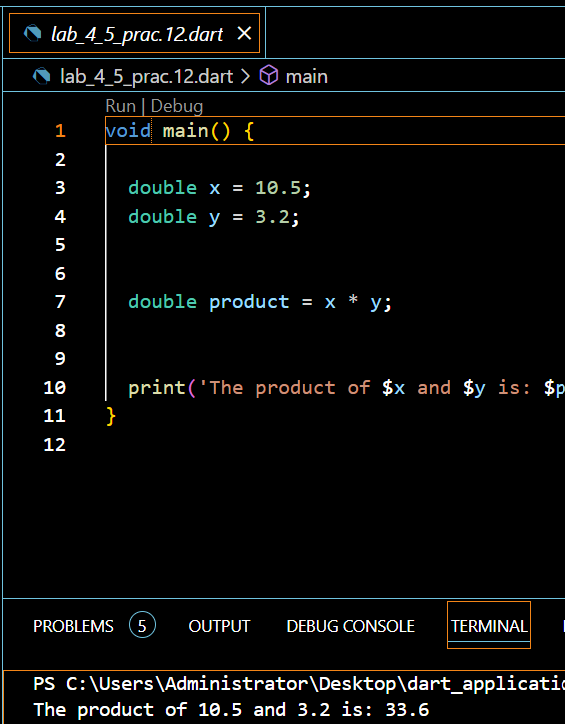 lab_4_5_prac.12.dart ×
lab_4_5_prac.12.dart > main
Run | Debug
1 void main() {
2
3 double x = 10.5;
4 double y = 3.2;
5
6
7 double product = x * y;
8
9
10 print('The product of $x and $y is: $p
11 }
12
PROBLEMS 5 OUTPUT DEBUG CONSOLE TERMINAL
PS C:\Users\Administrator\Desktop\dart_applicatio
The product of 10.5 and 3.2 is: 33.6